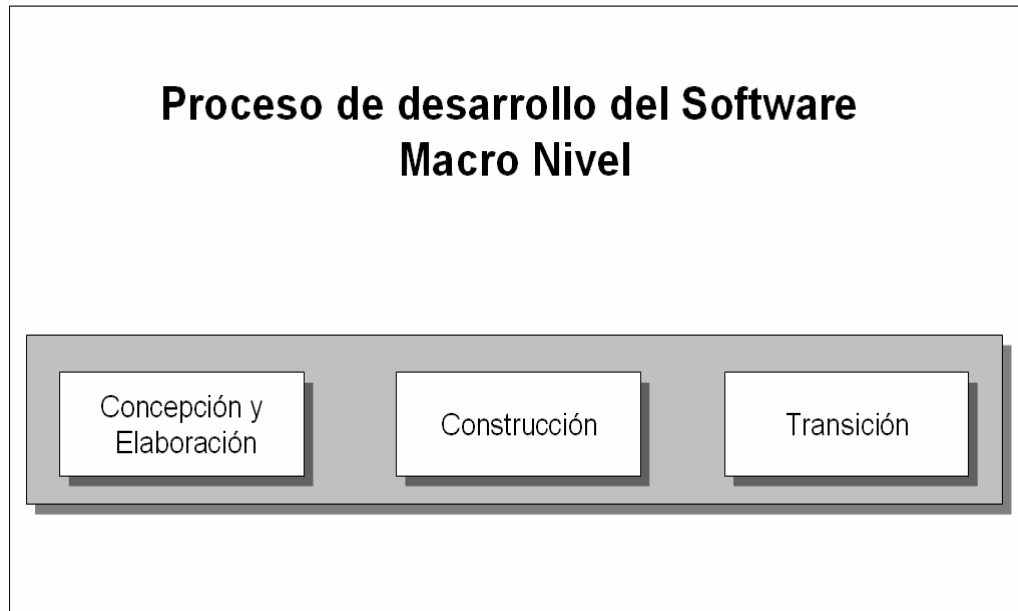 Proceso de desarrollo del Software
Macro Nivel
Concepción y
Elaboración
Construcción
Transición